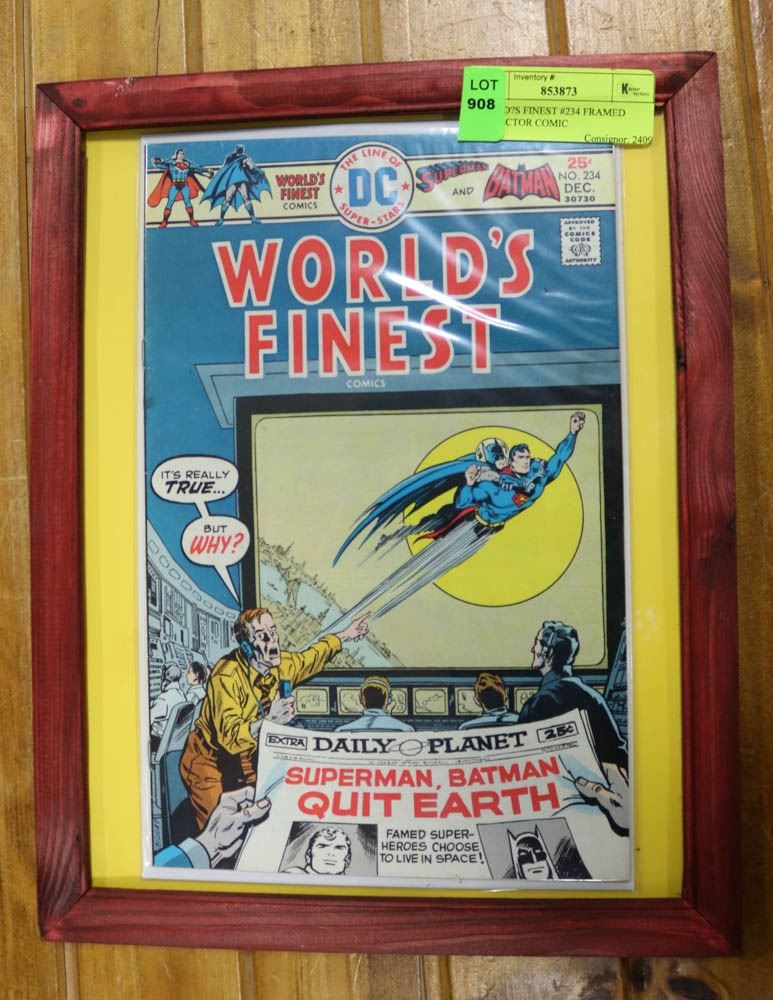 LOT
908
Inventory #:
853873
FINEST #234 FRAMED
COMIC
Consignor: 2409
WORLD'S
FINEST
COMICS
THE LINE OF
DC
SUPER-STARS
SUPERMAN
AND
BATMAN
25¢
NO. 234
DEC.
30730
APPROVED
BY THE
COMICS
CODE
AUTHORITY
WORLD'S
FINEST
COMICS
IT'S REALLY
TRUE...
BUT
WHY?
EXTRA DAILY PLANET 25¢
SUPERMAN, BATMAN
QUIT EARTH
FAMED SUPER-
HEROES CHOOSE
TO LIVE IN SPACE!